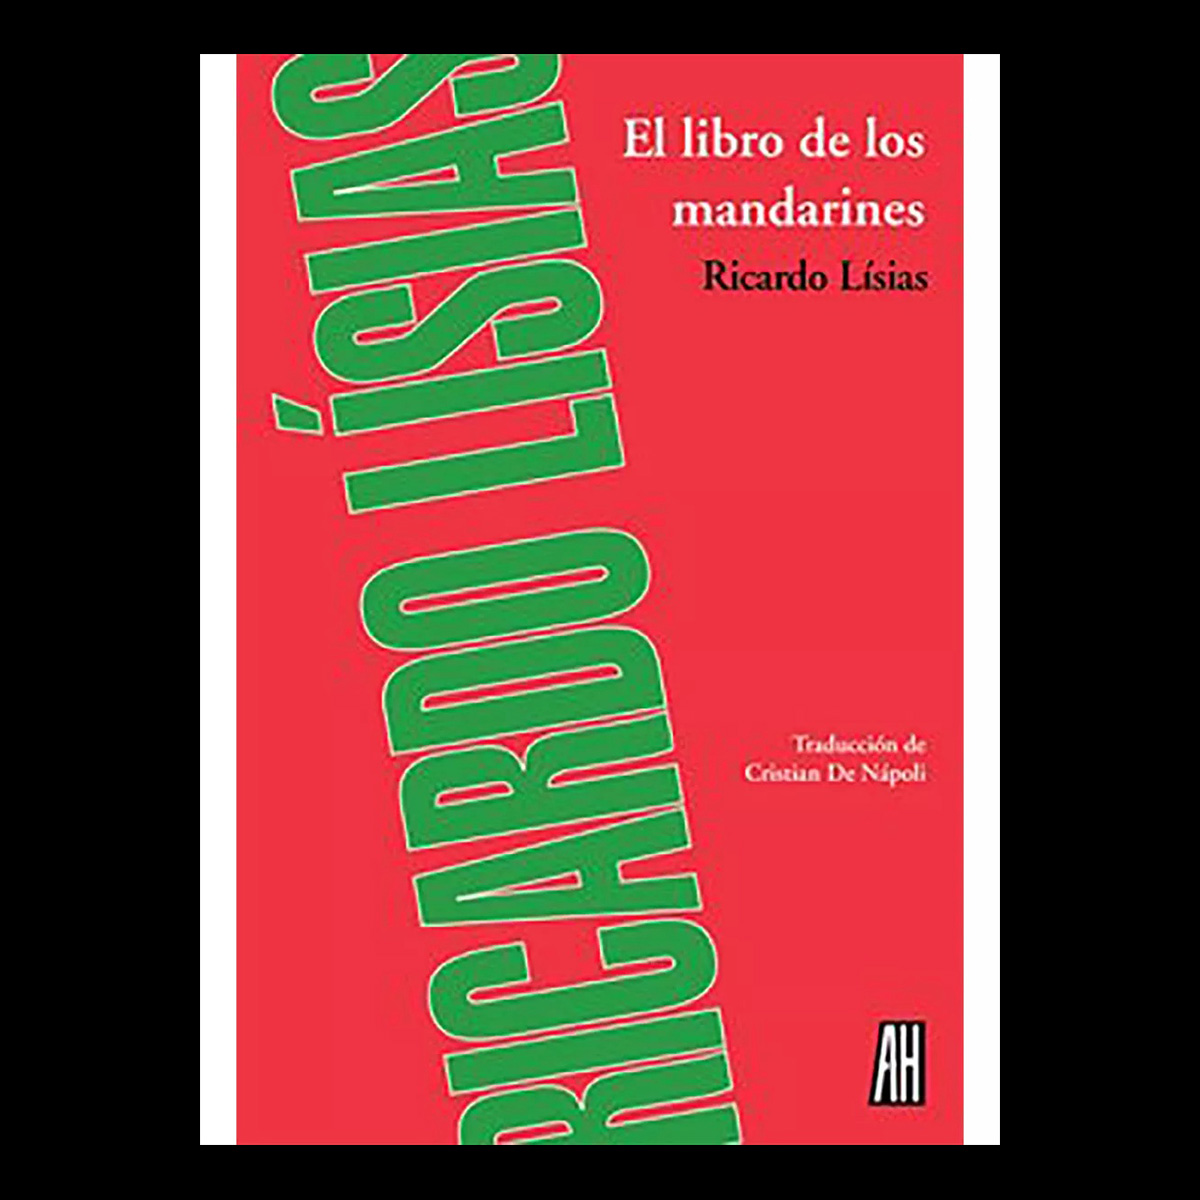 El libro de los
mandarines
Ricardo Lísias
RICARDO LÍSIAS
Traducción de
Cristian De Nápoli
AH